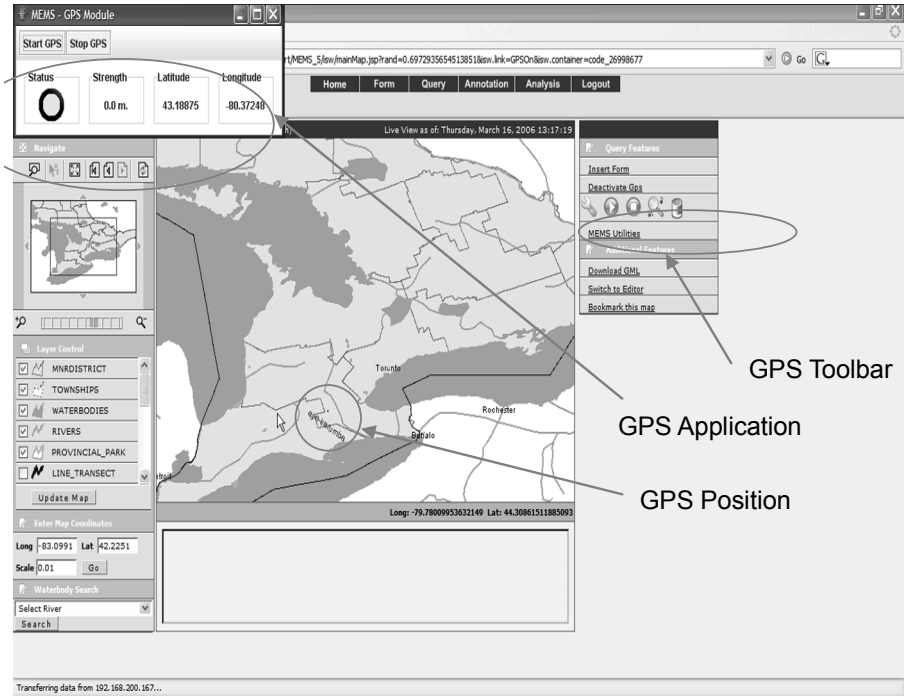 MEMS - GPS Module
Start GPS Stop GPS
Status Strength Latitude Longitude
0.0 m. 43.18875 -80.37248
rt/MEMS_5/isw/mainMap.jsp?rand=0.6972935654513851&isw.link=GPSOn&isw.container=code_26998677
Go G
Home Form Query Annotation Analysis Logout
Live View as of: Thursday, March 16, 2006 13:17:19
Navigate
Query Features
Insert Form
Deactivate Gps
MEMS Utilities
Additional Features
Download GML
Switch to Editor
Bookmark this map
Layer Control
MNRDISTRICT
TOWNSHIPS
WATERBODIES
RIVERS
PROVINCIAL_PARK
LINE_TRANSECT
Update Map
Toronto
Rochester
Buffalo
GPS Toolbar
GPS Application
GPS Position
Long: -79.78009953632149 Lat: 44.30861511885093
Enter Map Coordinates
Long -83.0991 Lat 42.2251
Scale 0.01 Go
Waterbody Search
Select River
Search
Transferring data from 192.168.200.167...